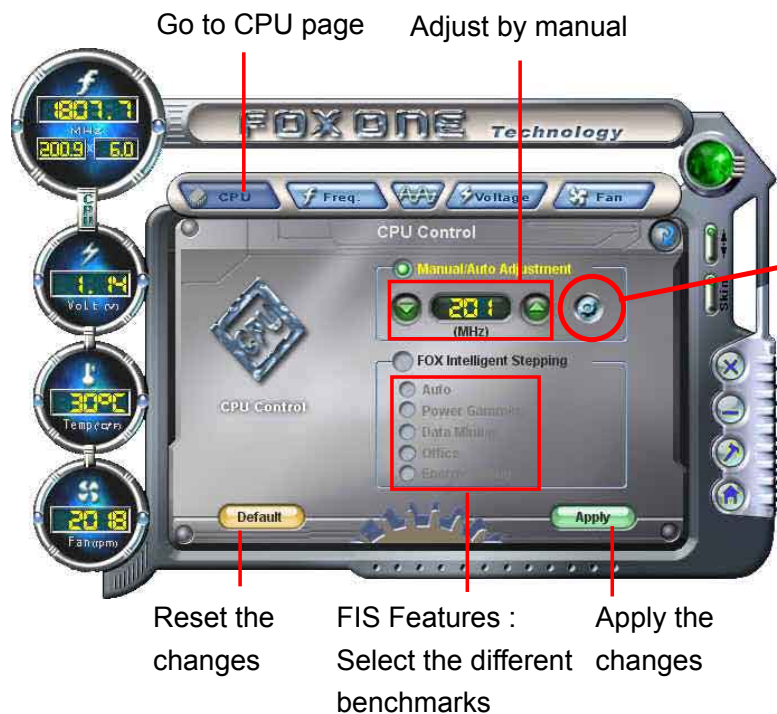 Go to CPU page
Adjust by manual
f
1807.7
MHz
200.9 x 6.0
CPU
FOX ONE Technology
CPU
f Freq.
Voltage
Fan
CPU Control
Manual/Auto Adjustment
1.14
Volt.(V)
201
(MHz)
Skin
CPU
FOX Intelligent Stepping
CPU Control
Auto
Power Gamming
Data Mining
Office
30°C
Temp.(C/F)
2018
Fan(rpm)
Default
Apply
Reset the
changes
FIS Features :
Select the different
benchmarks
Apply the
changes